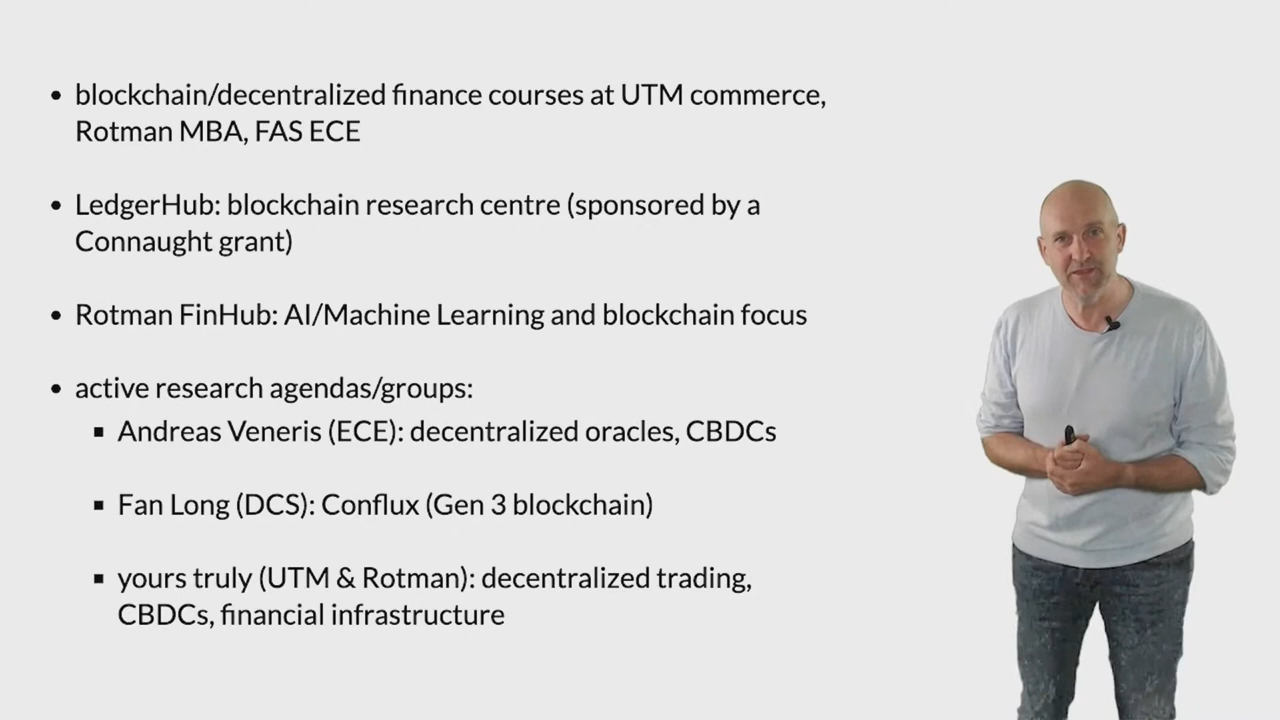 • blockchain/decentralized finance courses at UTM commerce,
Rotman MBA, FAS ECE
• LedgerHub: blockchain research centre (sponsored by a
Connaught grant)
• Rotman FinHub: AI/Machine Learning and blockchain focus
• active research agendas/groups:
▪ Andreas Veneris (ECE): decentralized oracles, CBDCs
▪ Fan Long (DCS): Conflux (Gen 3 blockchain)
▪ yours truly (UTM & Rotman): decentralized trading,
CBDCs, financial infrastructure